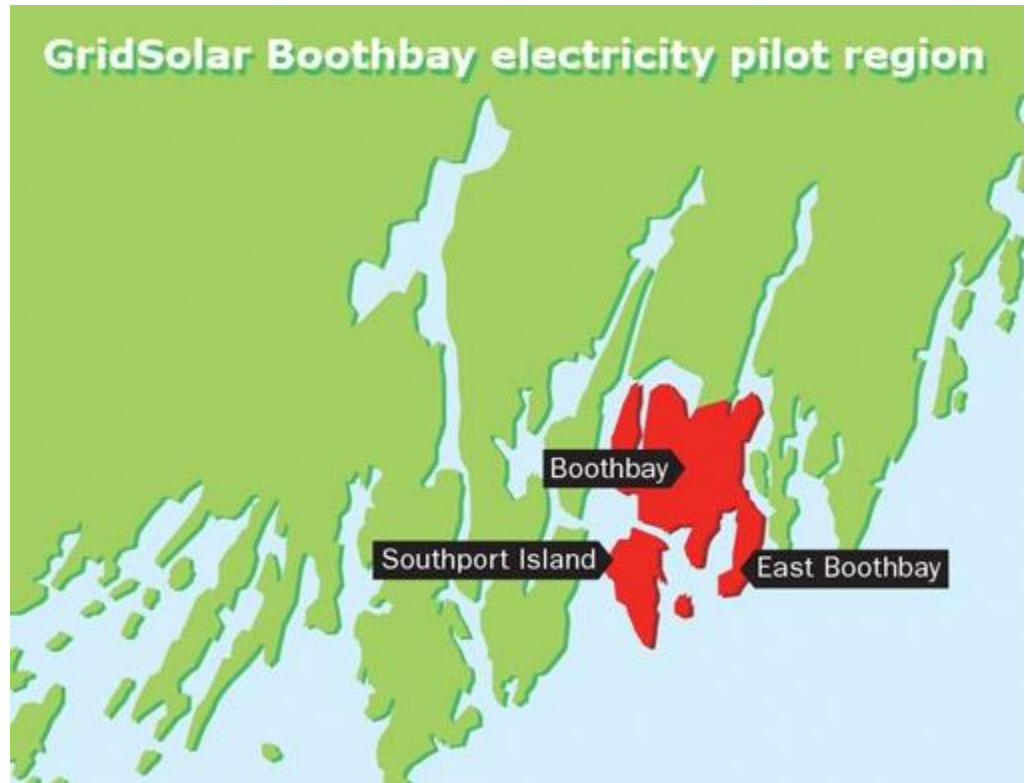 GridSolar Boothbay electricity pilot region
Boothbay
Southport Island
East Boothbay